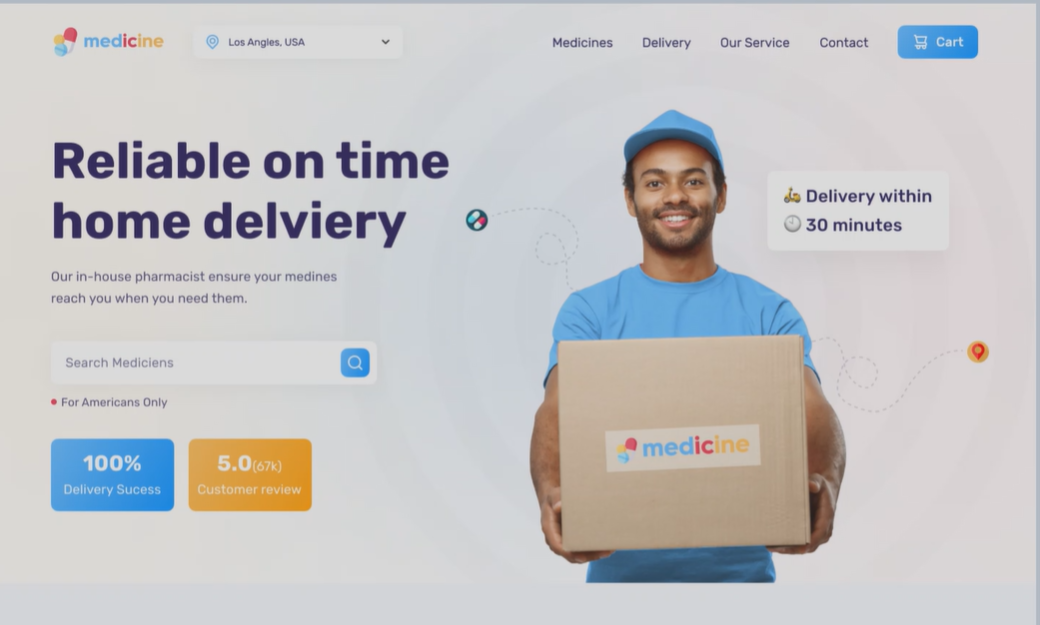 medicine
Los Angles, USA
Medicines
Delivery
Our Service
Contact
Cart
Reliable on time
home delviery
Delivery within
30 minutes
Our in-house pharmacist ensure your medines
reach you when you need them.
Search Mediciens
For Americans Only
100%
Delivery Sucess
5.0(67k)
Customer review
medicine